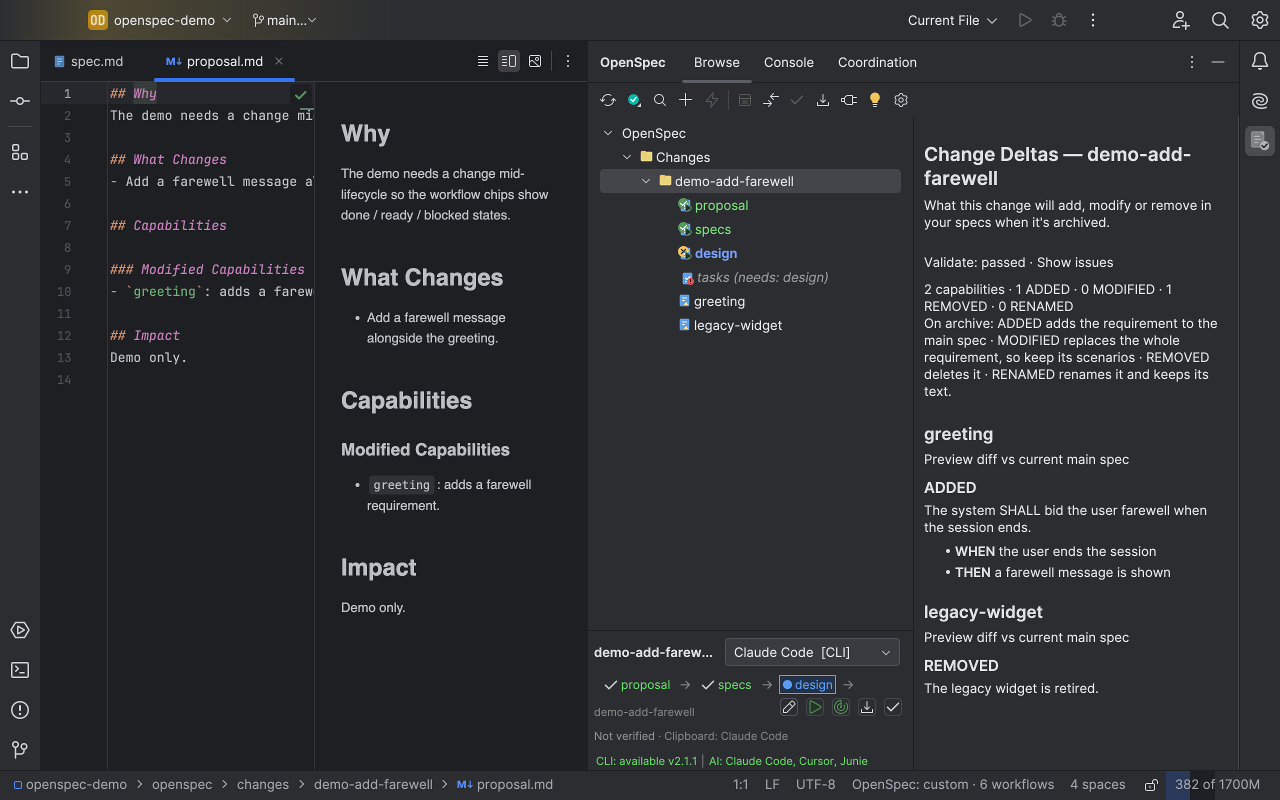 OD openspec-demo main... Current File
spec.md proposal.md
OpenSpec Browse Console Coordination
1 ## Why
2 The demo needs a change mi
3
4 ## What Changes
5 - Add a farewell message al
6
7 ## Capabilities
8
9 ### Modified Capabilities
10 - `greeting`: adds a farew
11
12 ## Impact
13 Demo only.
14
Why
The demo needs a change mid-
lifecycle so the workflow chips show
done / ready / blocked states.
What Changes
• Add a farewell message
alongside the greeting.
Capabilities
Modified Capabilities
• greeting : adds a farewell
requirement.
Impact
Demo only.
OpenSpec
Changes
demo-add-farewell
proposal
specs
design
tasks (needs: design)
greeting
legacy-widget
demo-add-farew... Claude Code [CLI]
proposal → specs → design →
demo-add-farewell
Not verified · Clipboard: Claude Code
CLI: available v2.1.1 | AI: Claude Code, Cursor, Junie
Change Deltas — demo-add-
farewell
What this change will add, modify or remove in
your specs when it's archived.
Validate: passed · Show issues
2 capabilities · 1 ADDED · 0 MODIFIED · 1
REMOVED · 0 RENAMED
On archive: ADDED adds the requirement to the
main spec · MODIFIED replaces the whole
requirement, so keep its scenarios · REMOVED
deletes it · RENAMED renames it and keeps its
text.
greeting
Preview diff vs current main spec
ADDED
The system SHALL bid the user farewell when
the session ends.
• WHEN the user ends the session
• THEN a farewell message is shown
legacy-widget
Preview diff vs current main spec
REMOVED
The legacy widget is retired.
openspec-demo > openspec > changes > demo-add-farewell > proposal.md 1:1 LF UTF-8 OpenSpec: custom · 6 workflows 4 spaces 382 of 1700M